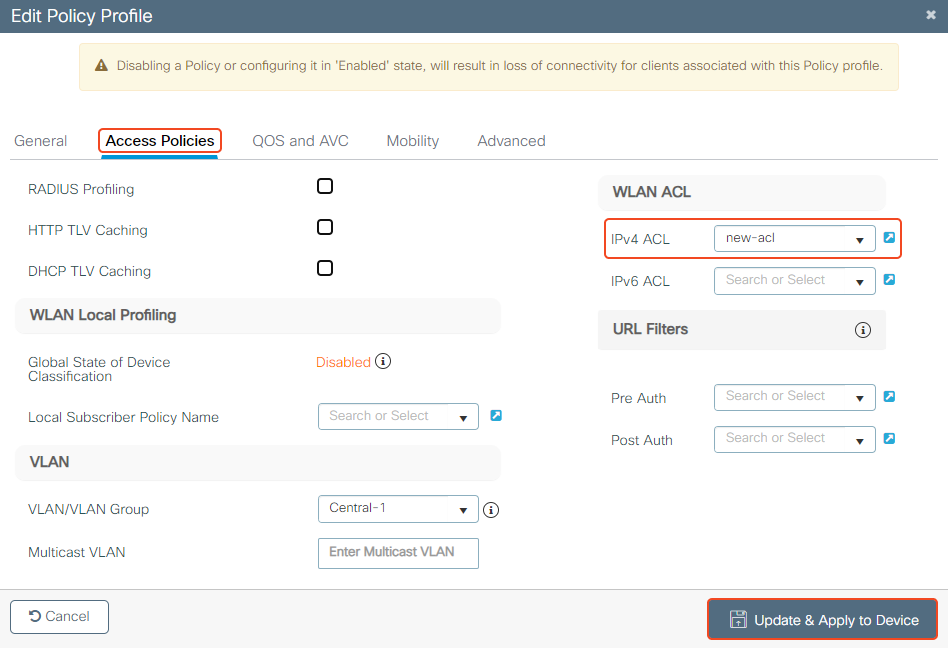 Edit Policy Profile
Disabling a Policy or configuring it in 'Enabled' state, will result in loss of connectivity for clients associated with this Policy profile.
General
Access Policies
QOS and AVC
Mobility
Advanced
RADIUS Profiling
HTTP TLV Caching
DHCP TLV Caching
WLAN Local Profiling
Global State of Device
Classification
Disabled
Local Subscriber Policy Name
Search or Select
VLAN
VLAN/VLAN Group
Central-1
Multicast VLAN
Enter Multicast VLAN
WLAN ACL
IPv4 ACL
new-acl
IPv6 ACL
Search or Select
URL Filters
Pre Auth
Search or Select
Post Auth
Search or Select
Cancel
Update & Apply to Device